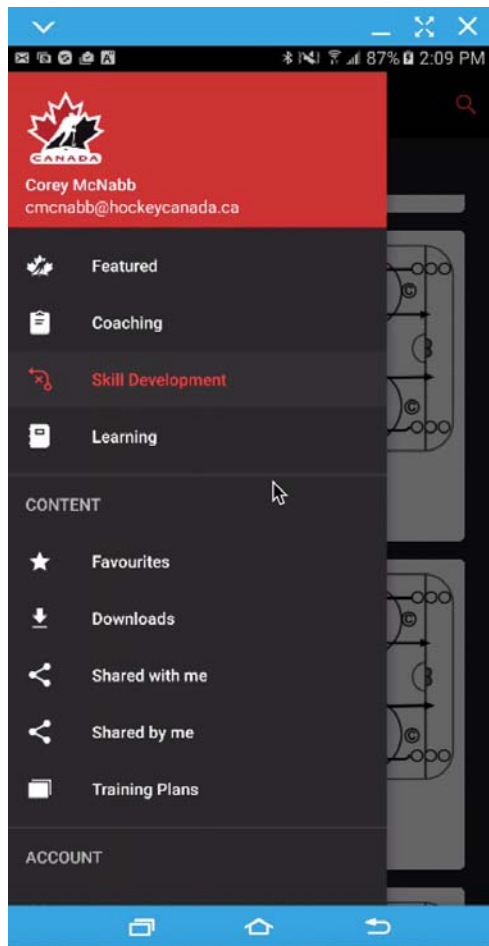 87% 2:09 PM
CANADA
Corey McNabb
cmcnabb@hockeycanada.ca
Featured
Coaching
Skill Development
Learning
CONTENT
Favourites
Downloads
Shared with me
Shared by me
Training Plans
ACCOUNT
C
C
C
C